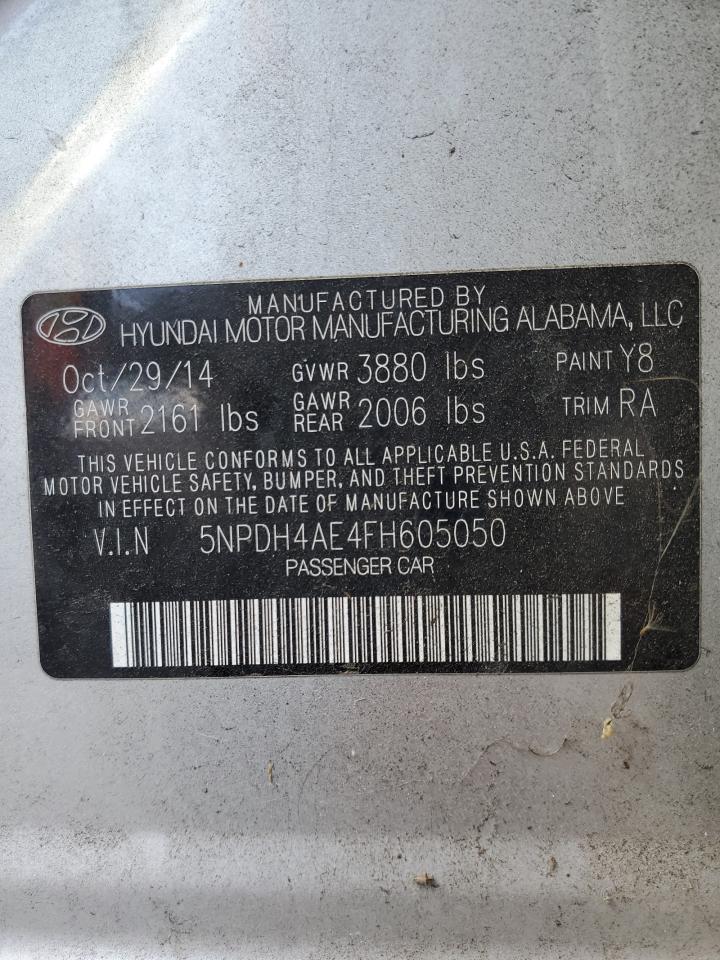 MANUFACTURED BY
HYUNDAI MOTOR MANUFACTURING ALABAMA, LLC
Oct/29/14 GVWR 3880 lbs PAINT Y8
GAWR FRONT 2161 lbs GAWR REAR 2006 lbs TRIM RA
THIS VEHICLE CONFORMS TO ALL APPLICABLE U.S.A. FEDERAL
MOTOR VEHICLE SAFETY, BUMPER, AND THEFT PREVENTION STANDARDS
IN EFFECT ON THE DATE OF MANUFACTURE SHOWN ABOVE
V.I.N 5NPDH4AE4FH605050
PASSENGER CAR